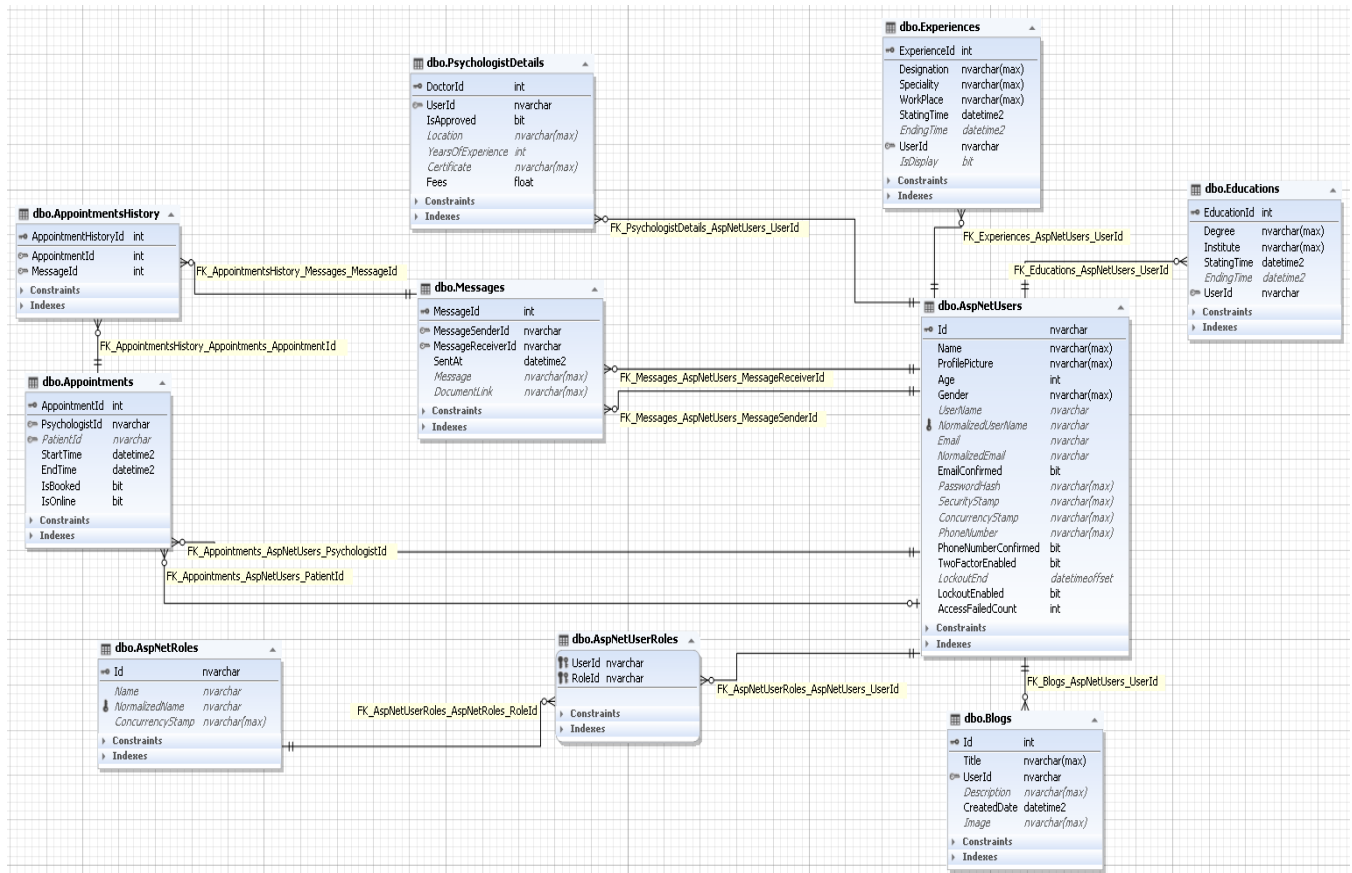 dbo.Experiences
ExperienceId int
Designation nvarchar(max)
Speciality nvarchar(max)
WorkPlace nvarchar(max)
StatingTime datetime2
EndingTime datetime2
UserId nvarchar
IsDisplay bit
Constraints
Indexes
dbo.PsychologistDetails
DoctorId int
UserId nvarchar
IsApproved bit
Location nvarchar(max)
YearsOfExperience int
Certificate nvarchar(max)
Fees float
Constraints
Indexes
FK_PsychologistDetails_AspNetUsers_UserId
FK_Experiences_AspNetUsers_UserId
dbo.Educations
EducationId int
Degree nvarchar(max)
Institute nvarchar(max)
StatingTime datetime2
EndingTime datetime2
UserId nvarchar
Constraints
Indexes
FK_Educations_AspNetUsers_UserId
dbo.AppointmentsHistory
AppointmentHistoryId int
AppointmentId int
MessageId int
Constraints
Indexes
FK_AppointmentsHistory_Messages_MessageId
FK_AppointmentsHistory_Appointments_AppointmentId
dbo.Messages
MessageId int
MessageSenderId nvarchar
MessageReceiverId nvarchar
SentAt datetime2
Message nvarchar(max)
DocumentLink nvarchar(max)
Constraints
Indexes
FK_Messages_AspNetUsers_MessageReceiverId
FK_Messages_AspNetUsers_MessageSenderId
dbo.AspNetUsers
Id nvarchar
Name nvarchar(max)
ProfilePicture nvarchar(max)
Age int
Gender nvarchar(max)
UserName nvarchar
NormalizedUserName nvarchar
Email nvarchar
NormalizedEmail nvarchar
EmailConfirmed bit
PasswordHash nvarchar(max)
SecurityStamp nvarchar(max)
ConcurrencyStamp nvarchar(max)
PhoneNumber nvarchar(max)
PhoneNumberConfirmed bit
TwoFactorEnabled bit
LockoutEnd datetimeoffset
LockoutEnabled bit
AccessFailedCount int
Constraints
Indexes
dbo.Appointments
AppointmentId int
PsychologistId nvarchar
PatientId nvarchar
StartTime datetime2
EndTime datetime2
IsBooked bit
IsOnline bit
Constraints
Indexes
FK_Appointments_AspNetUsers_PsychologistId
FK_Appointments_AspNetUsers_PatientId
dbo.AspNetRoles
Id nvarchar
Name nvarchar
NormalizedName nvarchar
ConcurrencyStamp nvarchar(max)
Constraints
Indexes
FK_AspNetUserRoles_AspNetRoles_RoleId
dbo.AspNetUserRoles
UserId nvarchar
RoleId nvarchar
Constraints
Indexes
FK_AspNetUserRoles_AspNetUsers_UserId
FK_Blogs_AspNetUsers_UserId
dbo.Blogs
Id int
Title nvarchar(max)
UserId nvarchar
Description nvarchar(max)
CreatedDate datetime2
Image nvarchar(max)
Constraints
Indexes